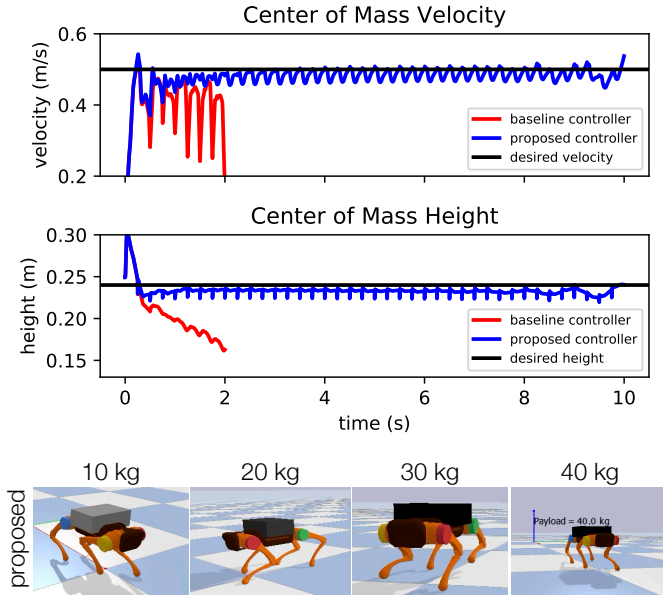 Center of Mass Velocity
velocity (m/s)
0.6
0.4
0.2
baseline controller
proposed controller
desired velocity
Center of Mass Height
height (m)
0.30
0.24
0.20
0.15
baseline controller
proposed controller
desired height
0 2 4 6 8 10
time (s)
10 kg 20 kg 30 kg 40 kg
proposed
Payload = 40.0 kg